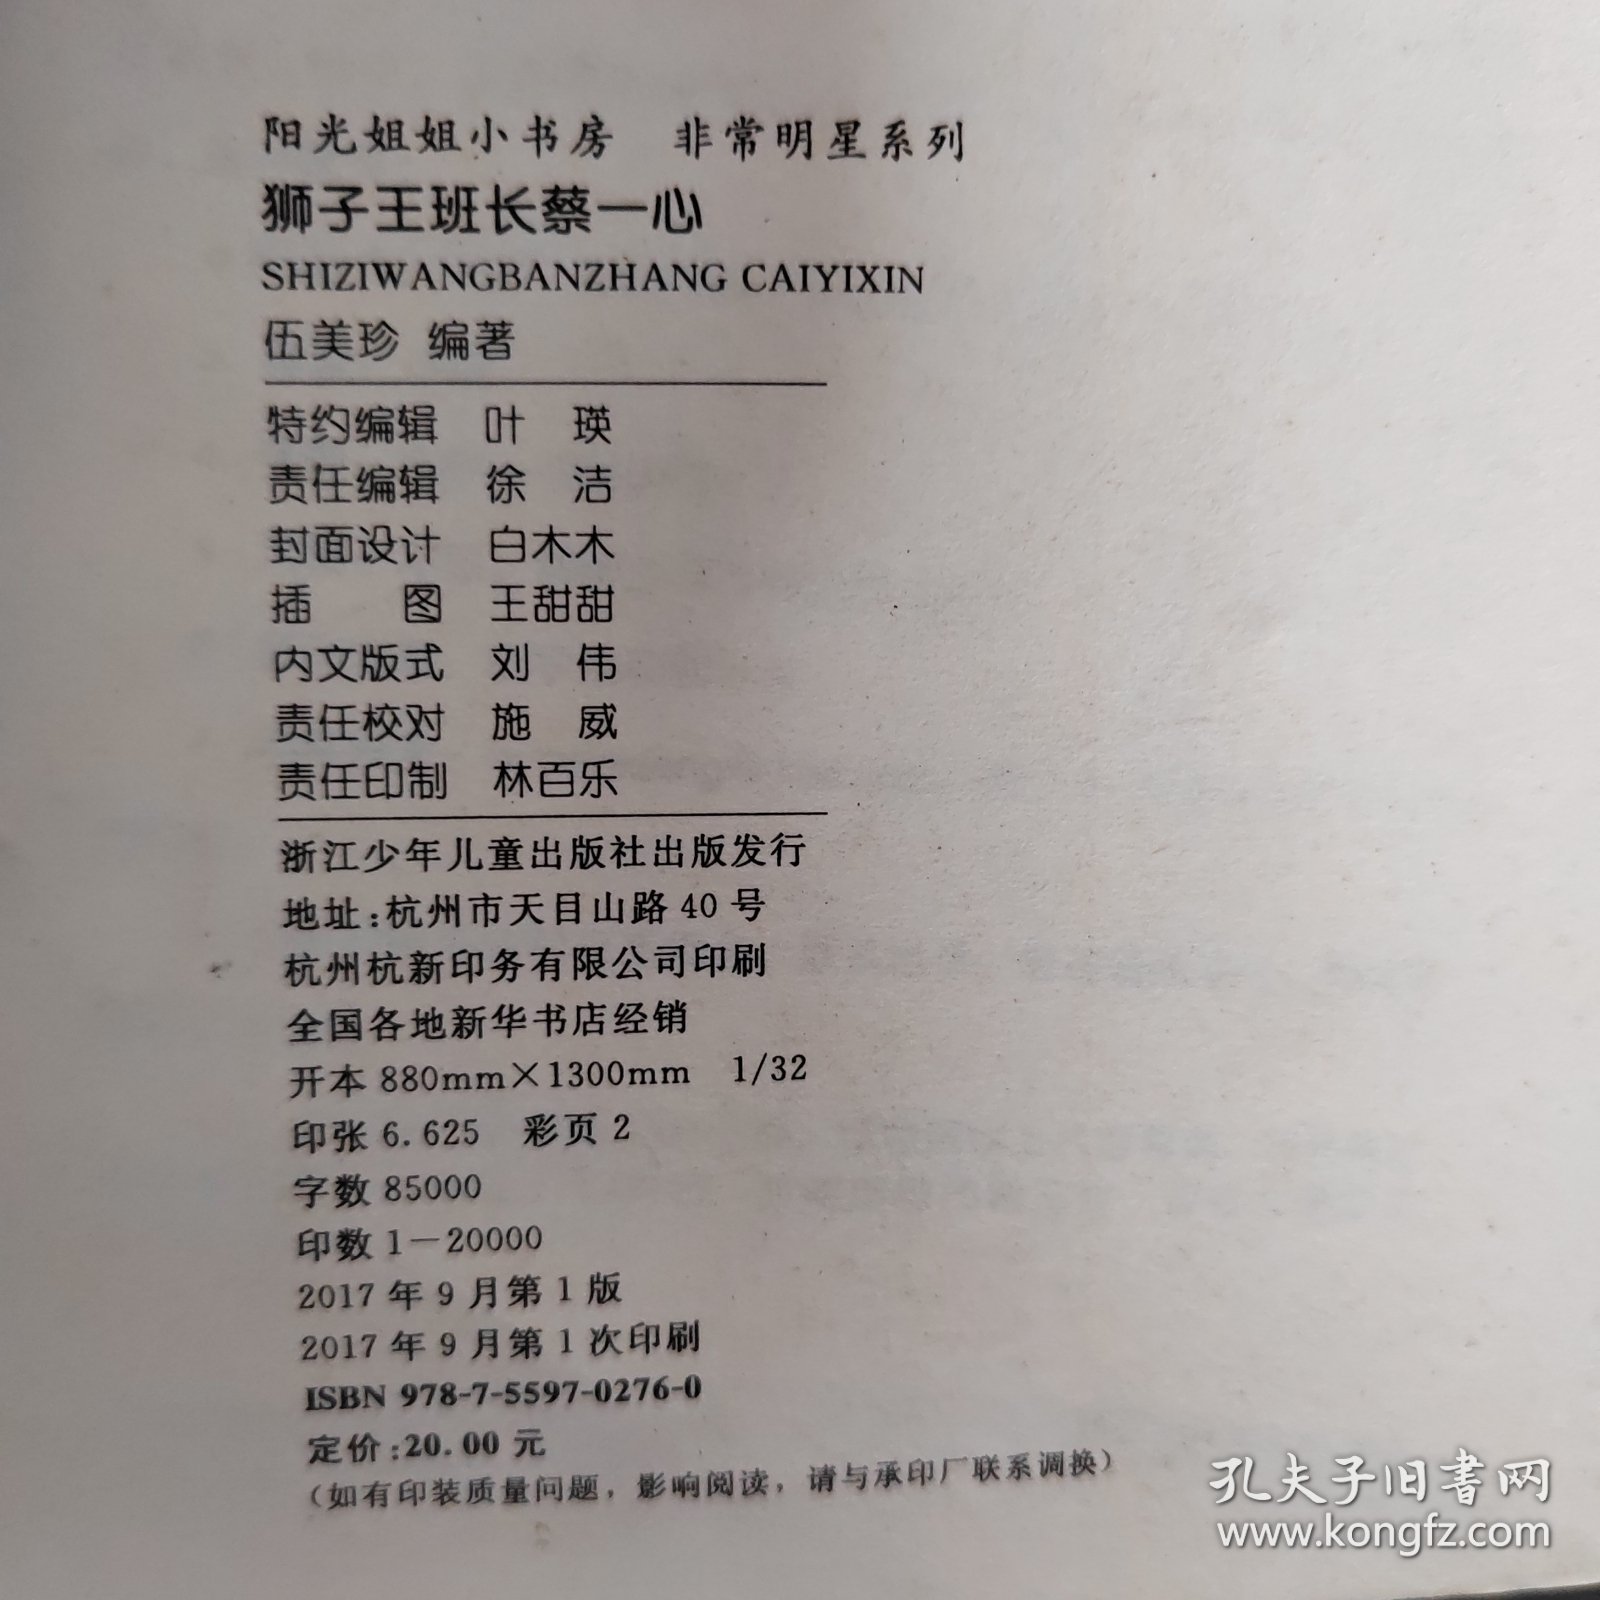 阳光姐姐小书房 非常明星系列
狮子王班长蔡一心
SHIZIWANGBANZHANG CAIYIXIN
伍美珍 编著
特约编辑 叶 瑛
责任编辑 徐 洁
封面设计 白木木
插 图 王甜甜
内文版式 刘 伟
责任校对 施 威
责任印制 林百乐
浙江少年儿童出版社出版发行
地址:杭州市天目山路40号
杭州杭新印务有限公司印刷
全国各地新华书店经销
开本 880mm×1300mm 1/32
印张 6.625 彩页 2
字数 85000
印数 1—20000
2017年9月第1版
2017年9月第1次印刷
ISBN 978-7-5597-0276-0
定价:20.00元
(如有印装质量问题，影响阅读，请与承印厂联系调换)
孔夫子旧书网
www.kongfz.com